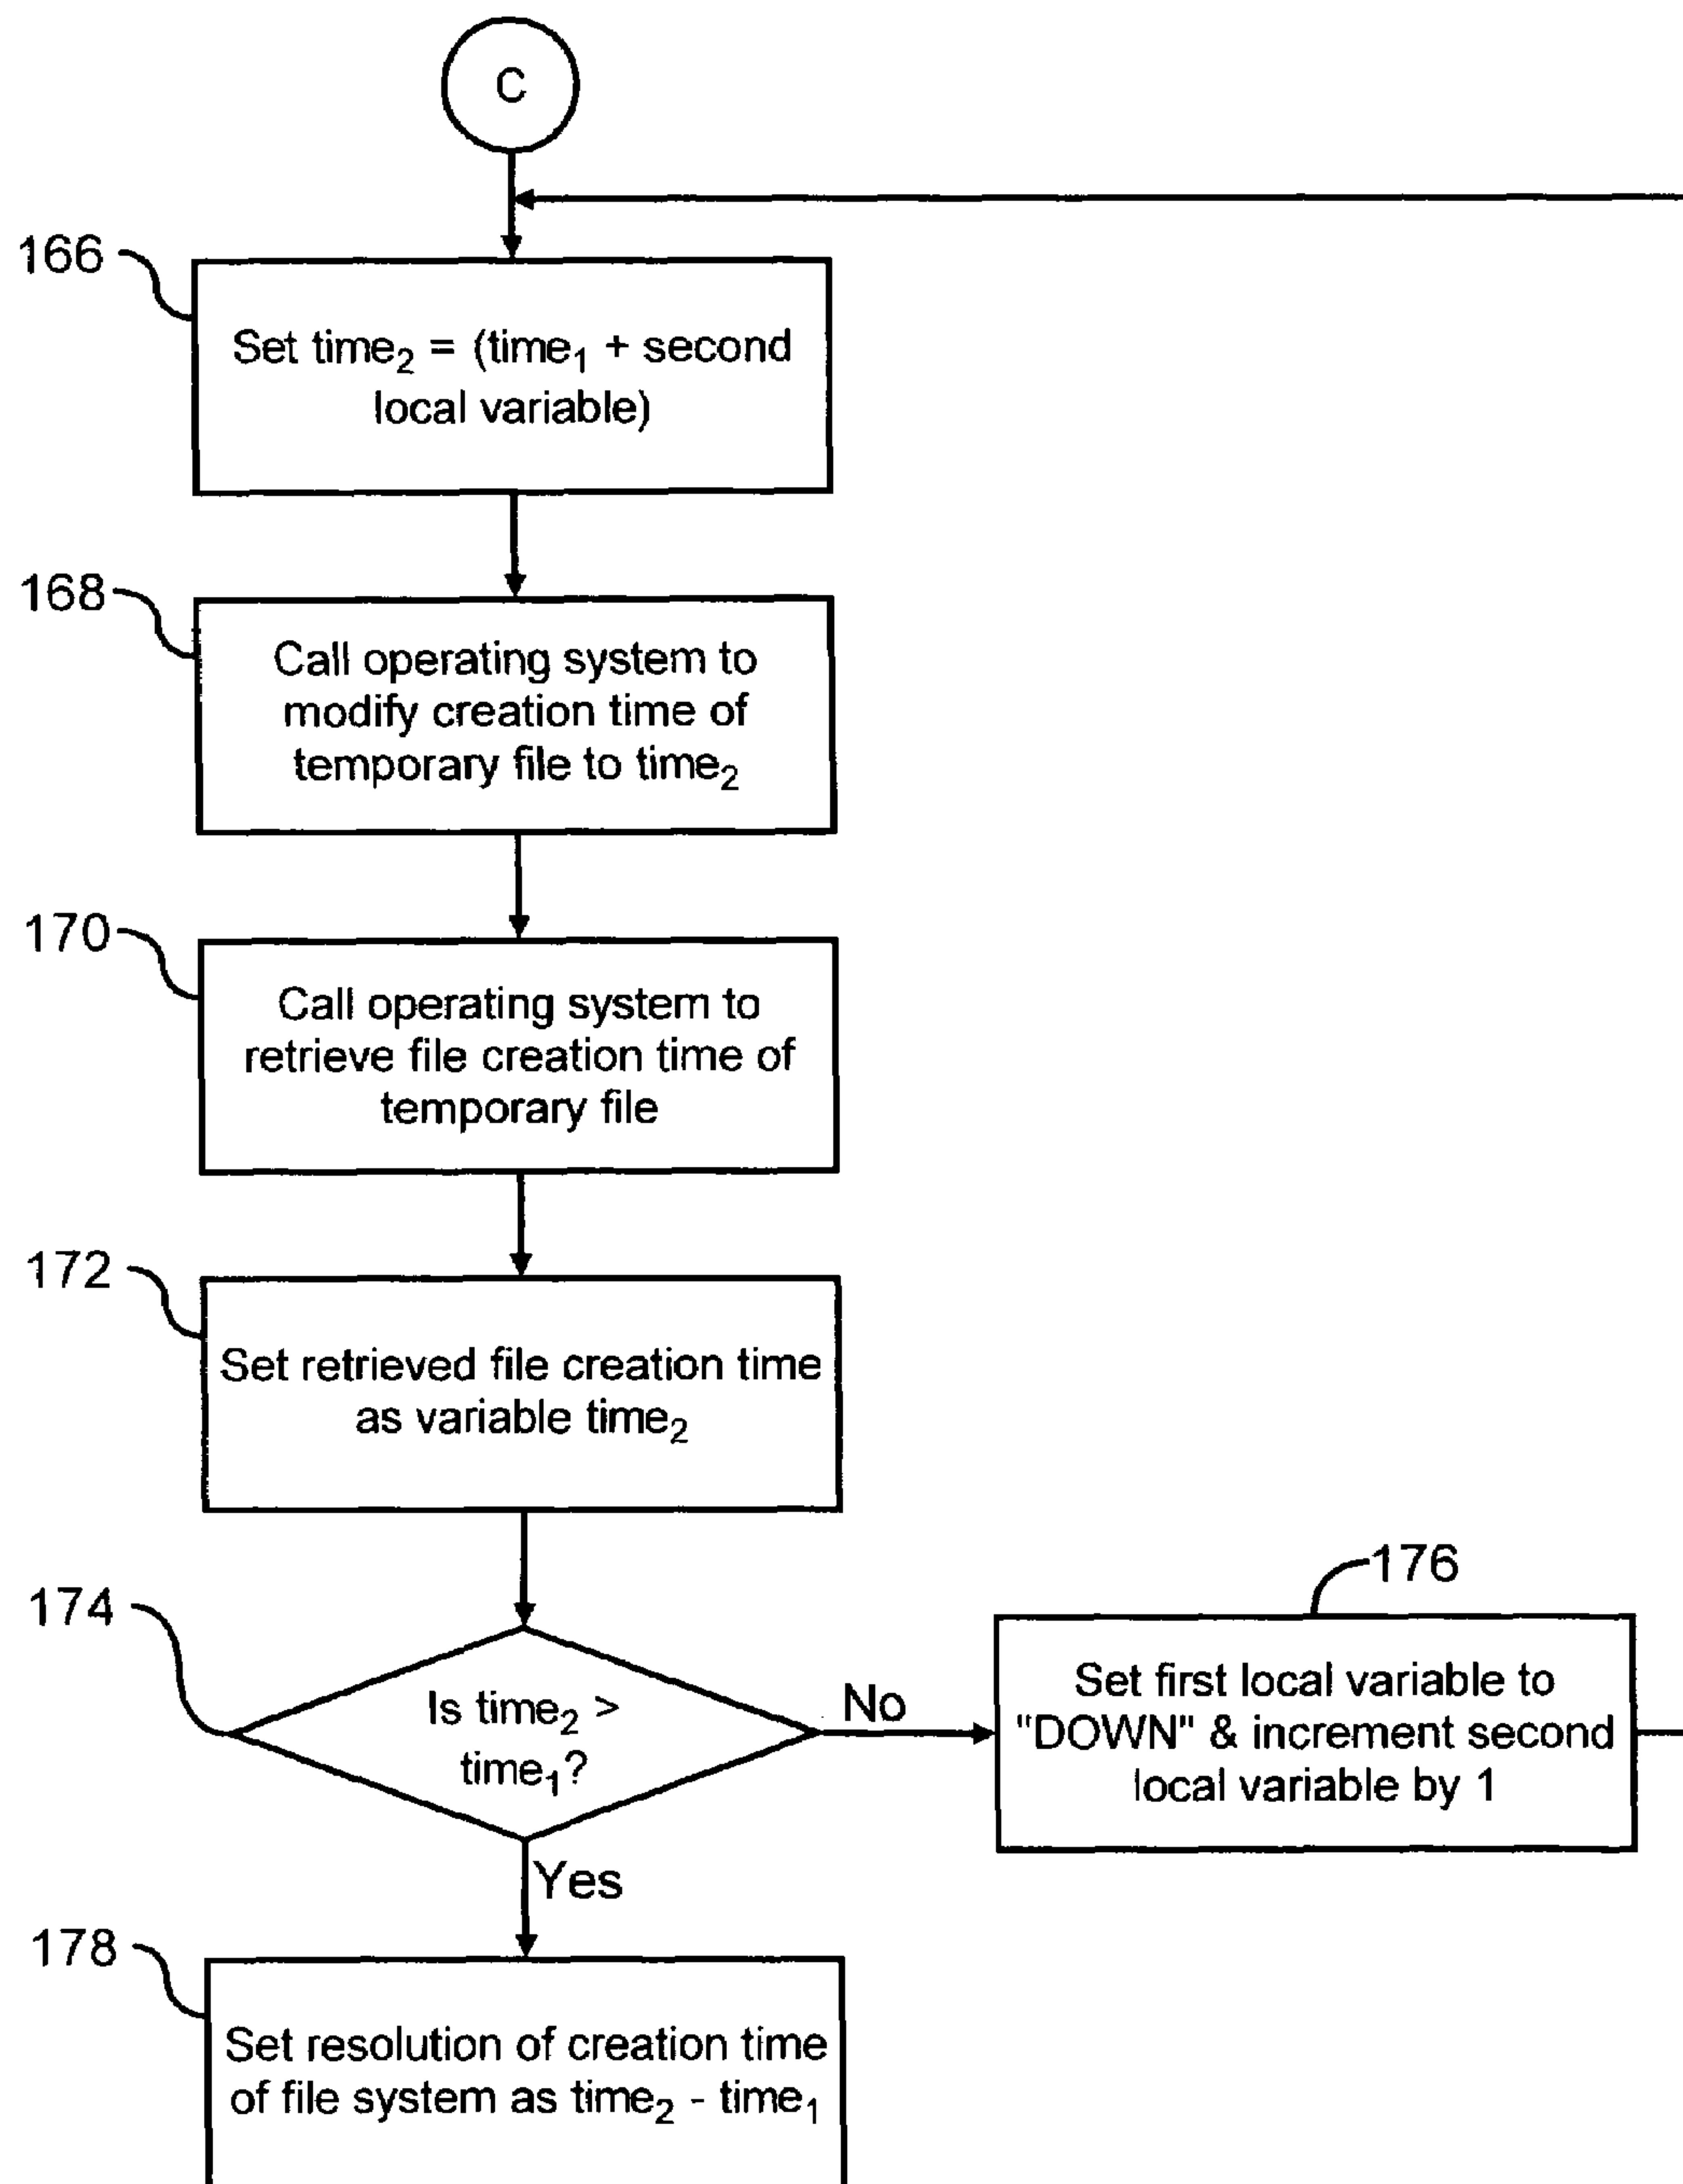 C
166
Set time₂ = (time₁ + second
local variable)
168
Call operating system to
modify creation time of
temporary file to time₂
170
Call operating system to
retrieve file creation time of
temporary file
172
Set retrieved file creation time
as variable time₂
174
Is time₂ >
time₁?
No
176
Set first local variable to
"DOWN" & increment second
local variable by 1
Yes
178
Set resolution of creation time
of file system as time₂ - time₁